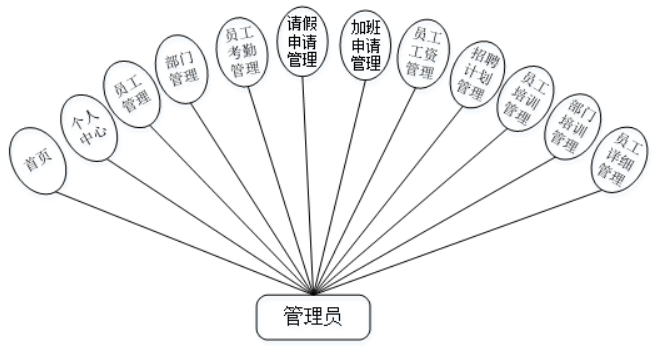 首页
个人
中心
员工
管理
部门
管理
员工
考勤
管理
请假
申请
管理
加班
申请
管理
员工
工资
管理
招聘
计划
管理
员工
培训
管理
部门
培训
管理
员工
详细
管理
管理员